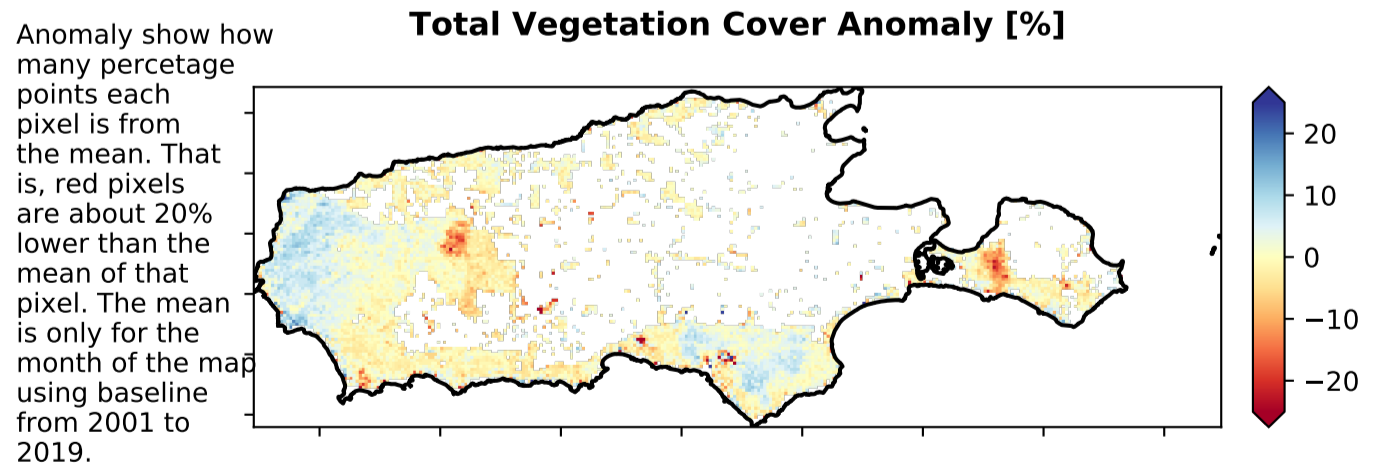 Total Vegetation Cover Anomaly [%]
Anomaly show how
many percetage
points each
pixel is from
the mean. That
is, red pixels
are about 20%
lower than the
mean of that
pixel. The mean
is only for the
month of the map
using baseline
from 2001 to
2019.
20
10
0
−10
−20